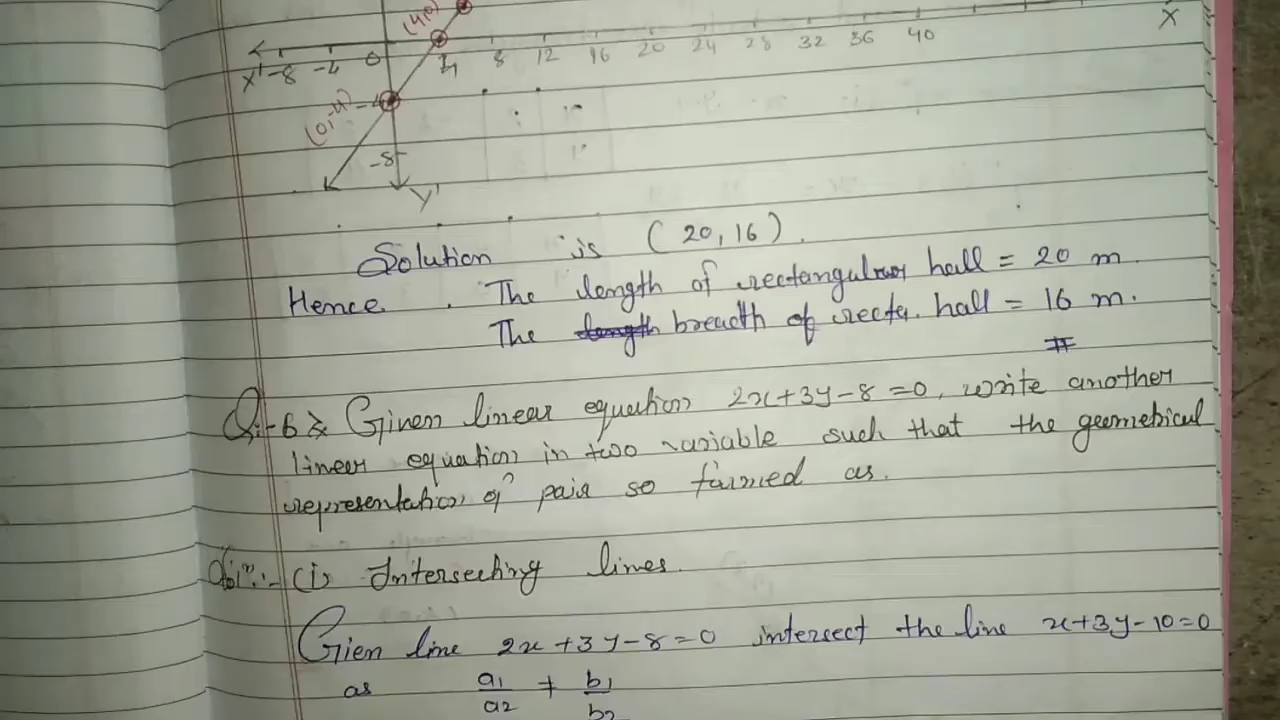 (4,0)
X' -8 -4 0 4 8 12 16 20 24 28 32 36 40 X
(0,-4) -4
-8
Y'
Solution is (20, 16).
Hence. The length of rectangular hall = 20 m.
The length breadth of recta. hall = 16 m.
Q:-6 Given linear equation 2x+3y-8=0, write another
linear equation in two variable such that the geometrical
representation of pair so formed as.
Solⁿ:- (i) Intersecting lines.
Gien line 2x+3y-8=0 intersect the line x+3y-10=0
as a₁/a₂ ≠ b₁/b₂